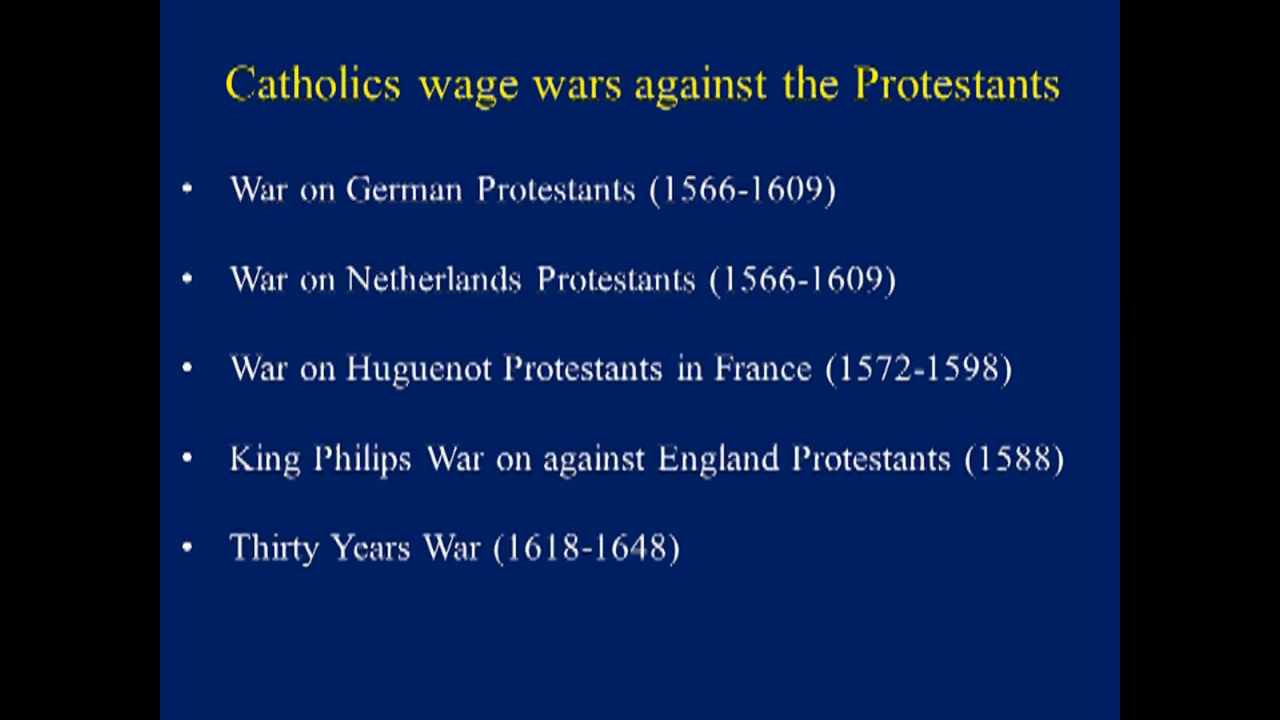 Catholics wage wars against the Protestants
• War on German Protestants (1566-1609)
• War on Netherlands Protestants (1566-1609)
• War on Huguenot Protestants in France (1572-1598)
• King Philips War on against England Protestants (1588)
• Thirty Years War (1618-1648)